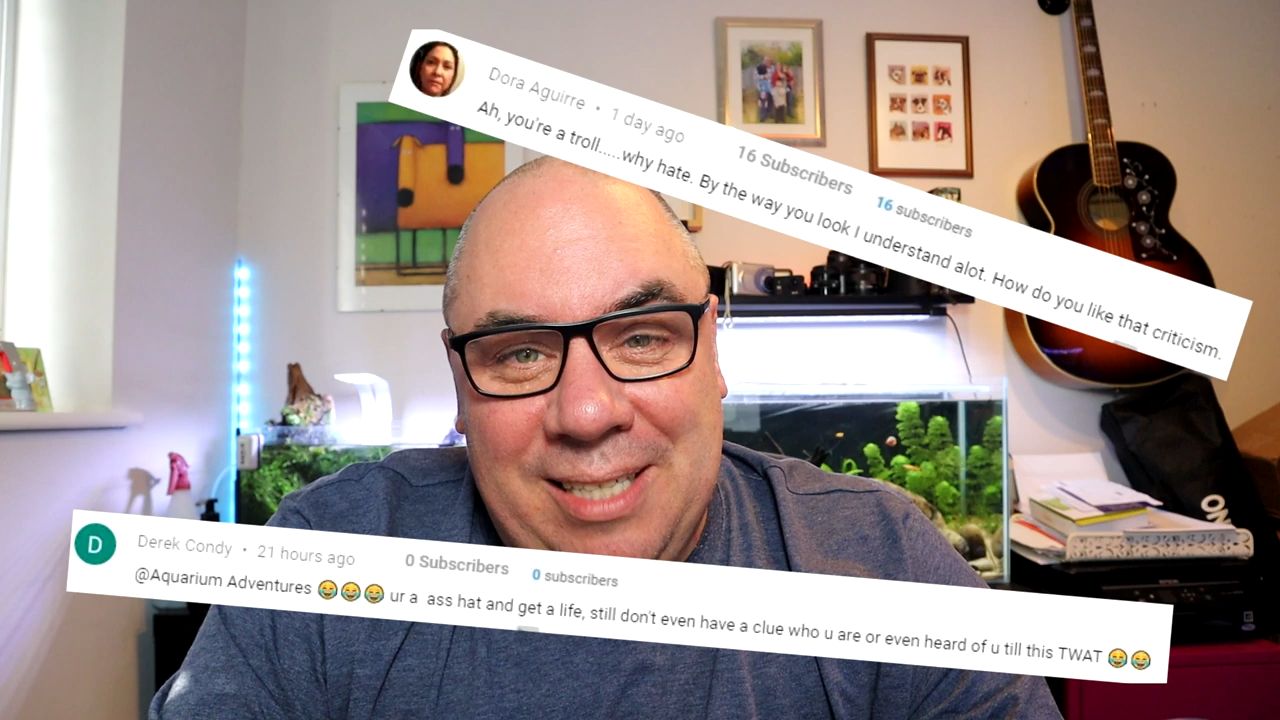 Dora Aguirre • 1 day ago
16 Subscribers 16 subscribers
Ah, you're a troll.....why hate. By the way you look I understand alot. How do you like that criticism.
ON
D
Derek Condy • 21 hours ago 0 Subscribers 0 subscribers
@Aquarium Adventures 😂😂😂 ur a ass hat and get a life, still don't even have a clue who u are or even heard of u till this TWAT 😂😂